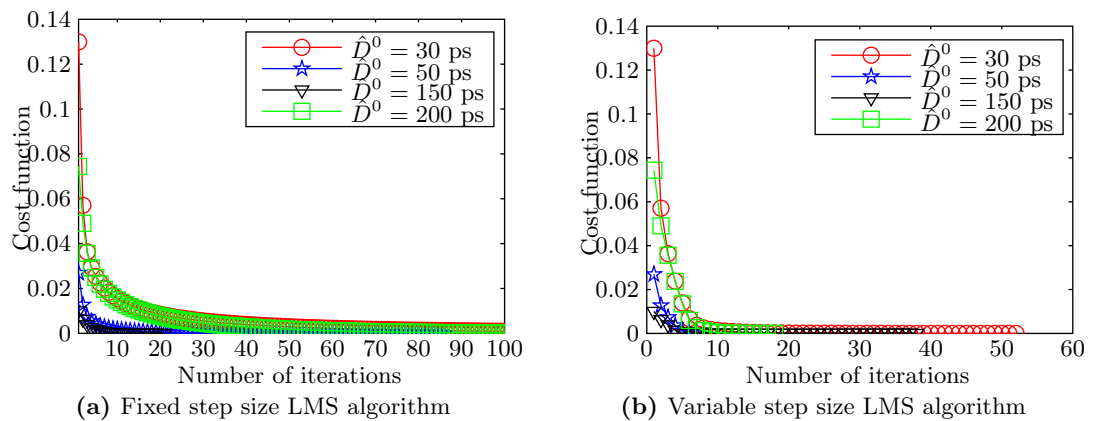 0.14
0.12
0.1
0.08
0.06
0.04
0.02
0
Cost function
D̂⁰ = 30 ps
D̂⁰ = 50 ps
D̂⁰ = 150 ps
D̂⁰ = 200 ps
10 20 30 40 50 60 70 80 90 100
Number of iterations
(a) Fixed step size LMS algorithm
0.14
0.12
0.1
0.08
0.06
0.04
0.02
0
Cost function
D̂⁰ = 30 ps
D̂⁰ = 50 ps
D̂⁰ = 150 ps
D̂⁰ = 200 ps
0 10 20 30 40 50 60
Number of iterations
(b) Variable step size LMS algorithm